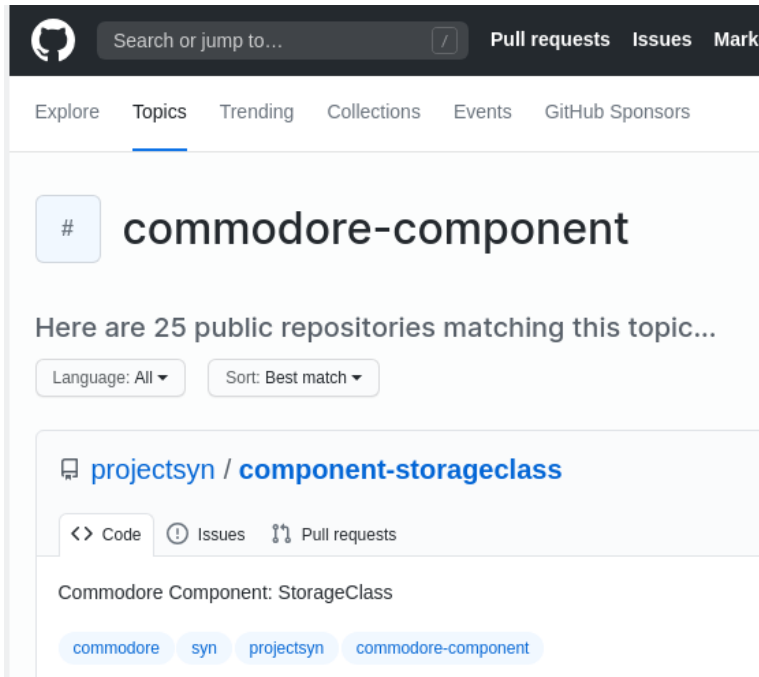 Search or jump to… / Pull requests Issues Mark
Explore Topics Trending Collections Events GitHub Sponsors
# commodore-component
Here are 25 public repositories matching this topic...
Language: All Sort: Best match
projectsyn / component-storageclass
Code Issues Pull requests
Commodore Component: StorageClass
commodore syn projectsyn commodore-component